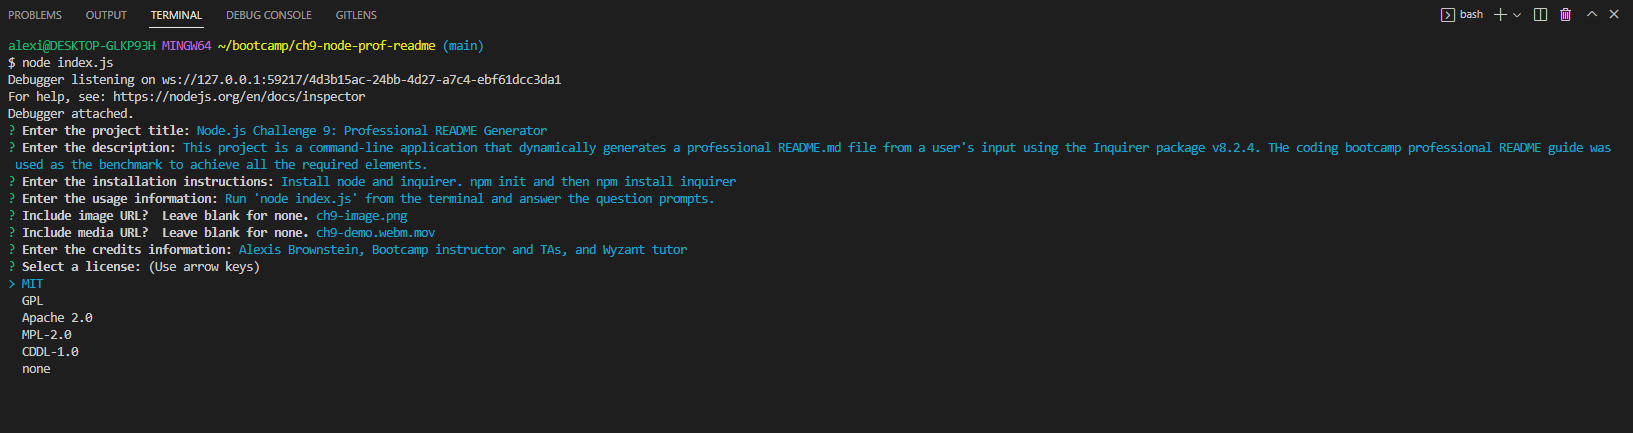 PROBLEMS OUTPUT TERMINAL DEBUG CONSOLE GITLENS bash
alexi@DESKTOP-GLKP93H MINGW64 ~/bootcamp/ch9-node-prof-readme (main)
$ node index.js
Debugger listening on ws://127.0.0.1:59217/4d3b15ac-24bb-4d27-a7c4-ebf61dcc3da1
For help, see: https://nodejs.org/en/docs/inspector
Debugger attached.
? Enter the project title: Node.js Challenge 9: Professional README Generator
? Enter the description: This project is a command-line application that dynamically generates a professional README.md file from a user's input using the Inquirer package v8.2.4. THe coding bootcamp professional README guide was
used as the benchmark to achieve all the required elements.
? Enter the installation instructions: Install node and inquirer. npm init and then npm install inquirer
? Enter the usage information: Run 'node index.js' from the terminal and answer the question prompts.
? Include image URL?  Leave blank for none. ch9-image.png
? Include media URL?  Leave blank for none. ch9-demo.webm.mov
? Enter the credits information: Alexis Brownstein, Bootcamp instructor and TAs, and Wyzant tutor
? Select a license: (Use arrow keys)
> MIT
GPL
Apache 2.0
MPL-2.0
CDDL-1.0
none